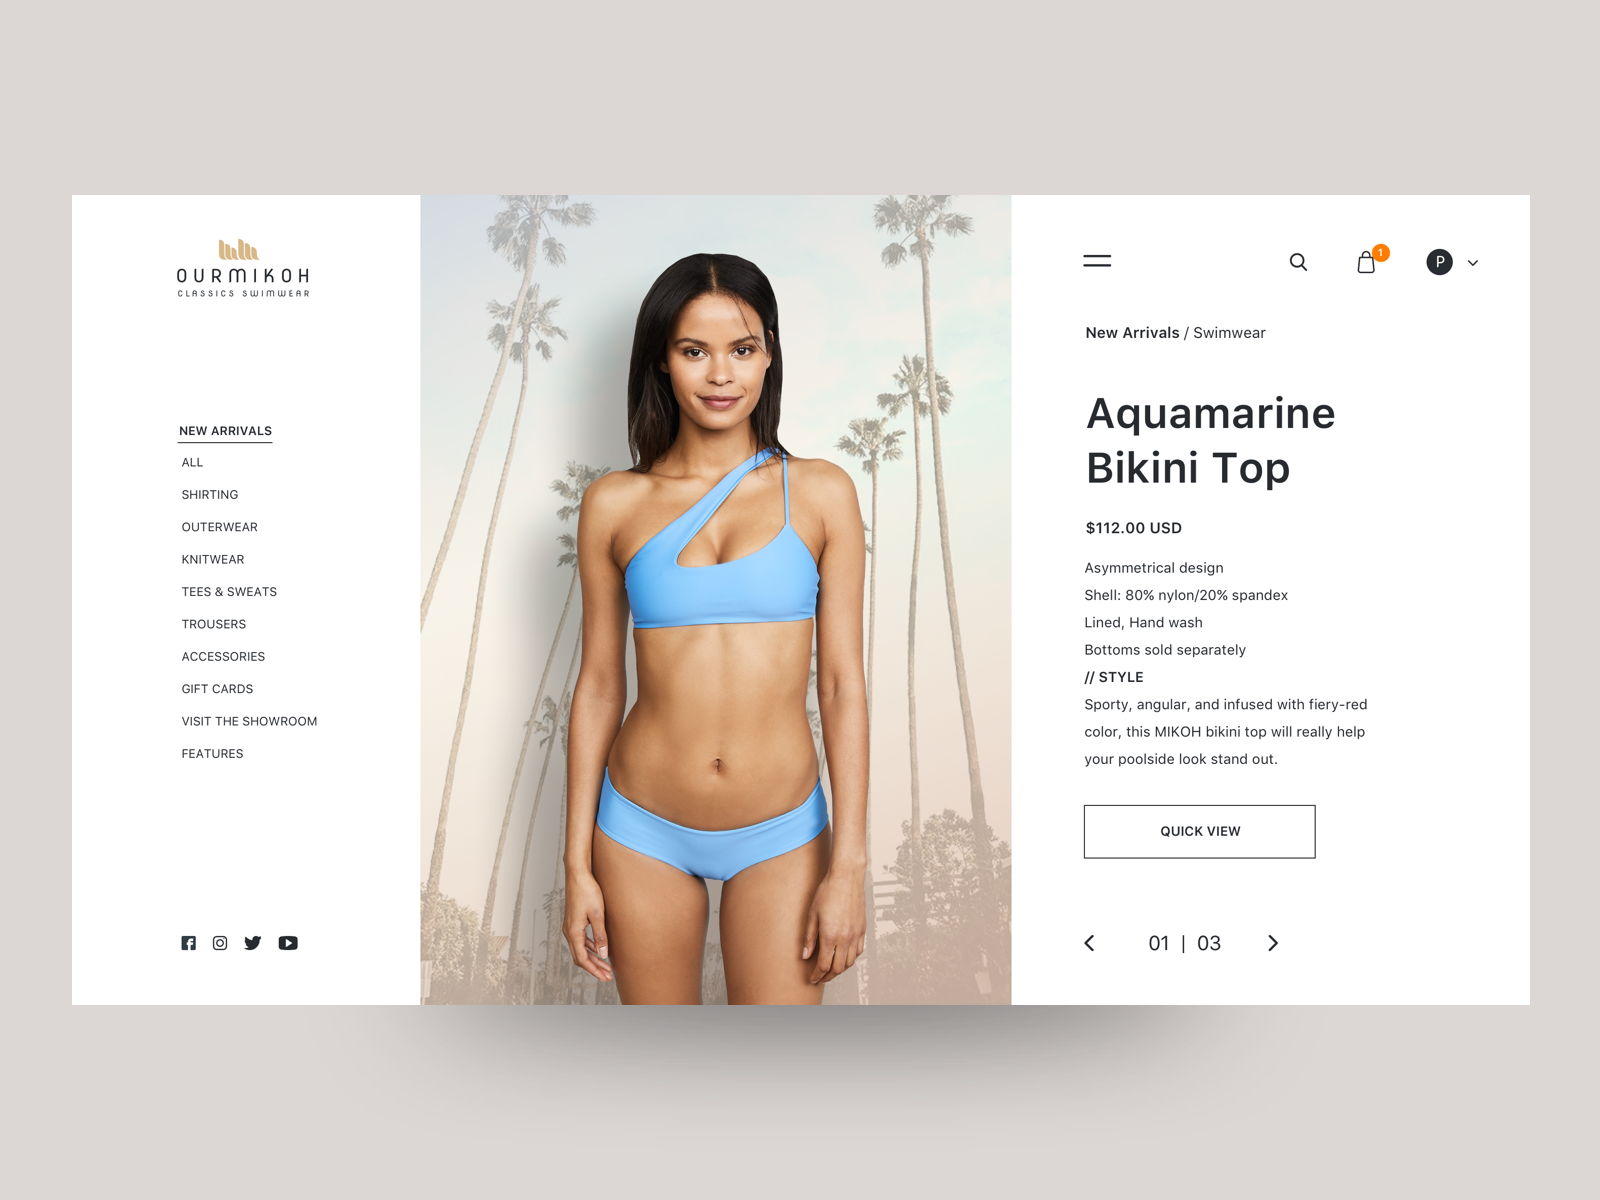 OURMIKOH
CLASSICS SWIMWEAR
NEW ARRIVALS
ALL
SHIRTING
OUTERWEAR
KNITWEAR
TEES & SWEATS
TROUSERS
ACCESSORIES
GIFT CARDS
VISIT THE SHOWROOM
FEATURES
1
P
New Arrivals / Swimwear
Aquamarine
Bikini Top
$112.00 USD
Asymmetrical design
Shell: 80% nylon/20% spandex
Lined, Hand wash
Bottoms sold separately
// STYLE
Sporty, angular, and infused with fiery-red
color, this MIKOH bikini top will really help
your poolside look stand out.
QUICK VIEW
01 | 03